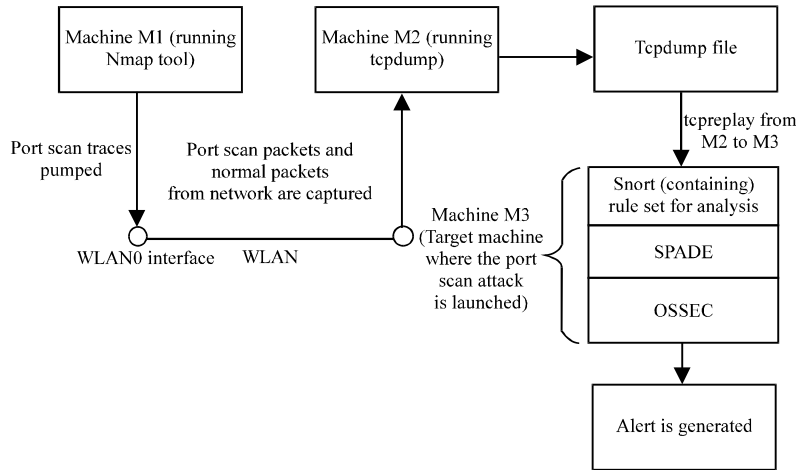 Machine M1 (running
Nmap tool)
Machine M2 (running
tcpdump)
Tcpdump file
Port scan traces
pumped
Port scan packets and
normal packets
from network are captured
tcpreplay from
M2 to M3
WLAN0 interface
WLAN
Machine M3
(Target machine
where the port
scan attack
is launched)
Snort (containing)
rule set for analysis
SPADE
OSSEC
Alert is generated